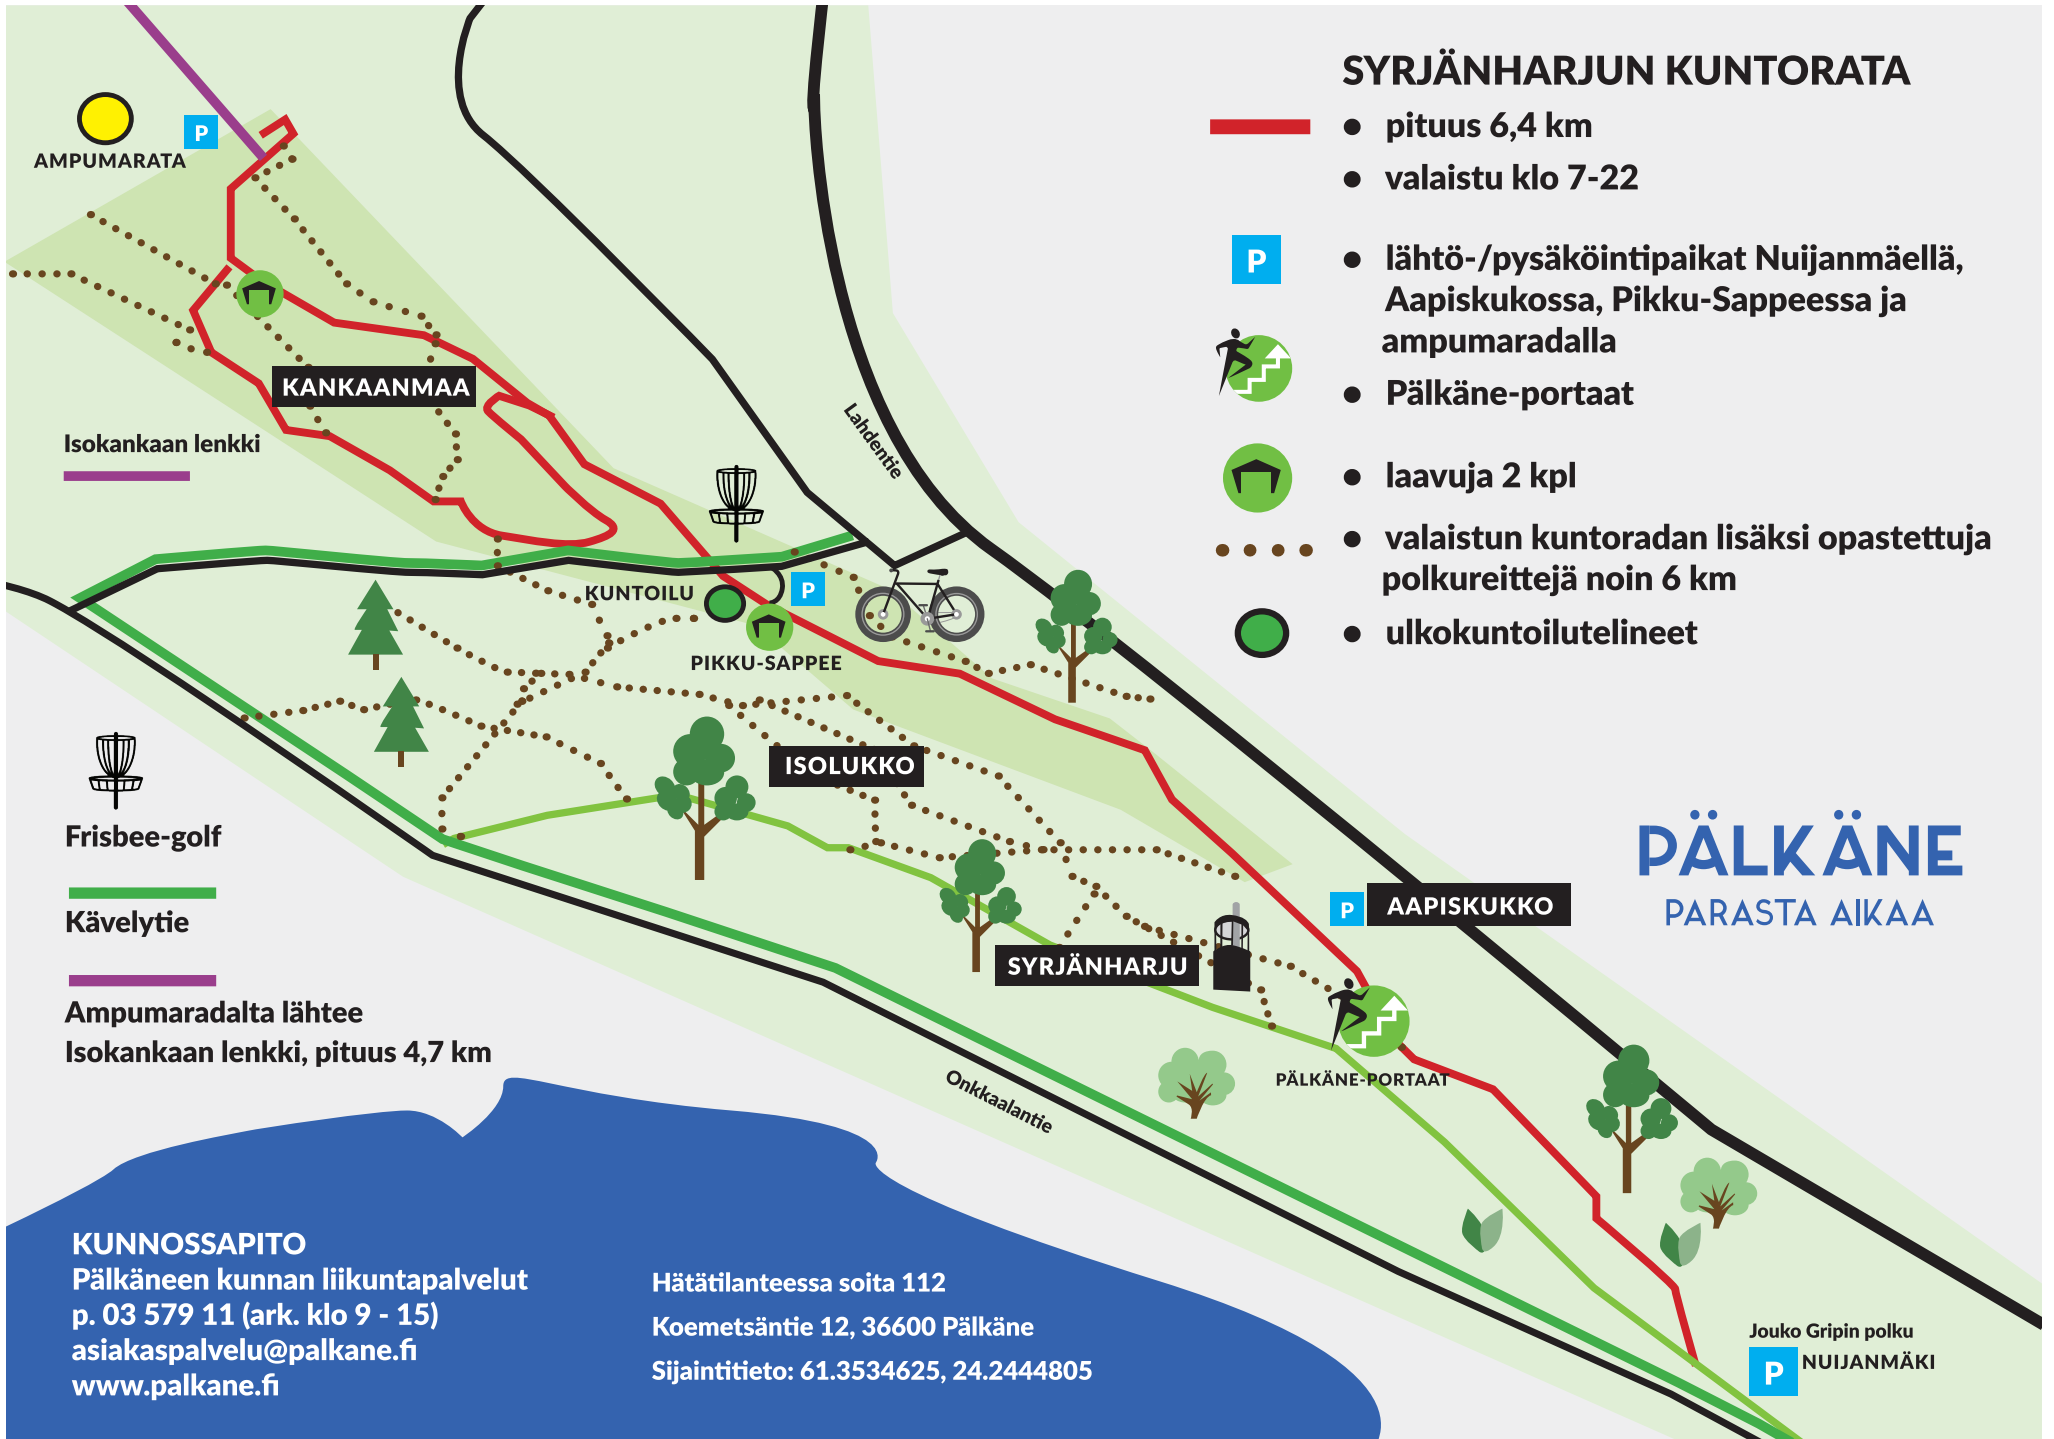 SYRJÄNHARJUN KUNTORATA
• pituus 6,4 km
• valaistu klo 7-22
P
• lähtö-/pysäköintipaikat Nuijanmäellä,
Aapiskukossa, Pikku-Sappeessa ja
ampumaradalla
• Pälkäne-portaat
• laavuja 2 kpl
• valaistun kuntoradan lisäksi opastettuja
polkureittejä noin 6 km
• ulkokuntoilutelineet
P
AMPUMARATA
KANKAANMAA
Isokankaan lenkki
Lahdentie
KUNTOILU
P
PIKKU-SAPPEE
ISOLUKKO
Frisbee-golf
Kävelytie
Ampumaradalta lähtee
Isokankaan lenkki, pituus 4,7 km
PÄLKÄNE
PARASTA AIKAA
P
AAPISKUKKO
SYRJÄNHARJU
PÄLKÄNE-PORTAAT
Onkkaalantie
Jouko Gripin polku
P
NUIJANMÄKI
KUNNOSSAPITO
Pälkäneen kunnan liikuntapalvelut
p. 03 579 11 (ark. klo 9 - 15)
asiakaspalvelu@palkane.fi
www.palkane.fi
Hätätilanteessa soita 112
Koemetsäntie 12, 36600 Pälkäne
Sijaintitieto: 61.3534625, 24.2444805